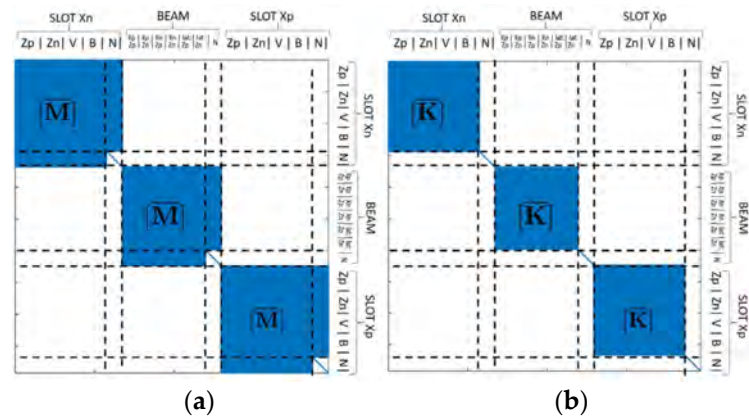 SLOT Xn BEAM SLOT Xp SLOT Xn BEAM SLOT Xp
Zp | Zn | V | B | N | N Zp | Zn | V | B | N | Zp | Zn | V | B | N | N Zp | Zn | V | B | N |
[M̅]
[M̅]
[M̅]
Zp | Zn | V | B | N |
SLOT Xn
BEAM
N
Zp | Zn | V | B | N |
SLOT Xp
[K̅]
[K̅]
[K̅]
Zp | Zn | V | B | N |
SLOT Xn
BEAM
N
Zp | Zn | V | B | N |
SLOT Xp
(a) (b)